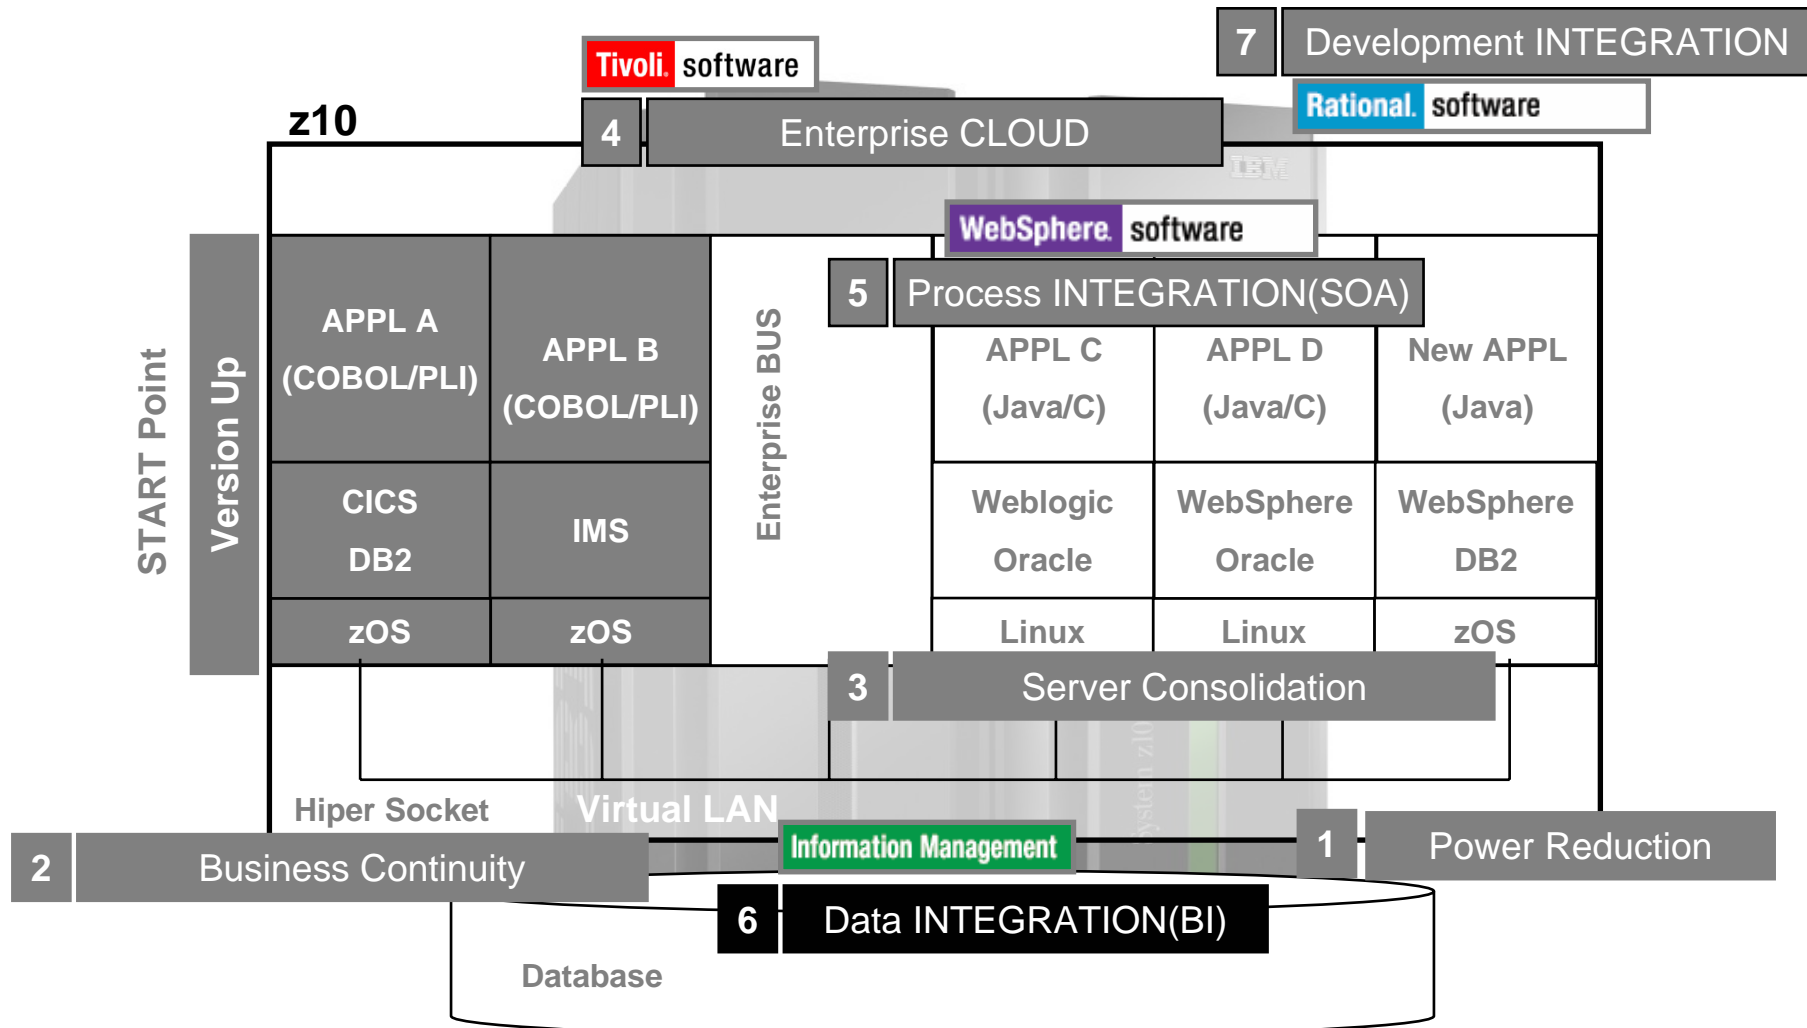 7 Development INTEGRATION
Tivoli. software
Rational. software
z10
4 Enterprise CLOUD
IBM
WebSphere. software
5 Process INTEGRATION(SOA)
START Point
Version Up
APPL A
(COBOL/PLI)
APPL B
(COBOL/PLI)
Enterprise BUS
APPL C
(Java/C)
APPL D
(Java/C)
New APPL
(Java)
CICS
DB2
IMS
Weblogic
Oracle
WebSphere
Oracle
WebSphere
DB2
zOS
zOS
Linux
Linux
zOS
3 Server Consolidation
System z10
Hiper Socket
Virtual LAN
1 Power Reduction
2 Business Continuity
Information Management
6 Data INTEGRATION(BI)
Database